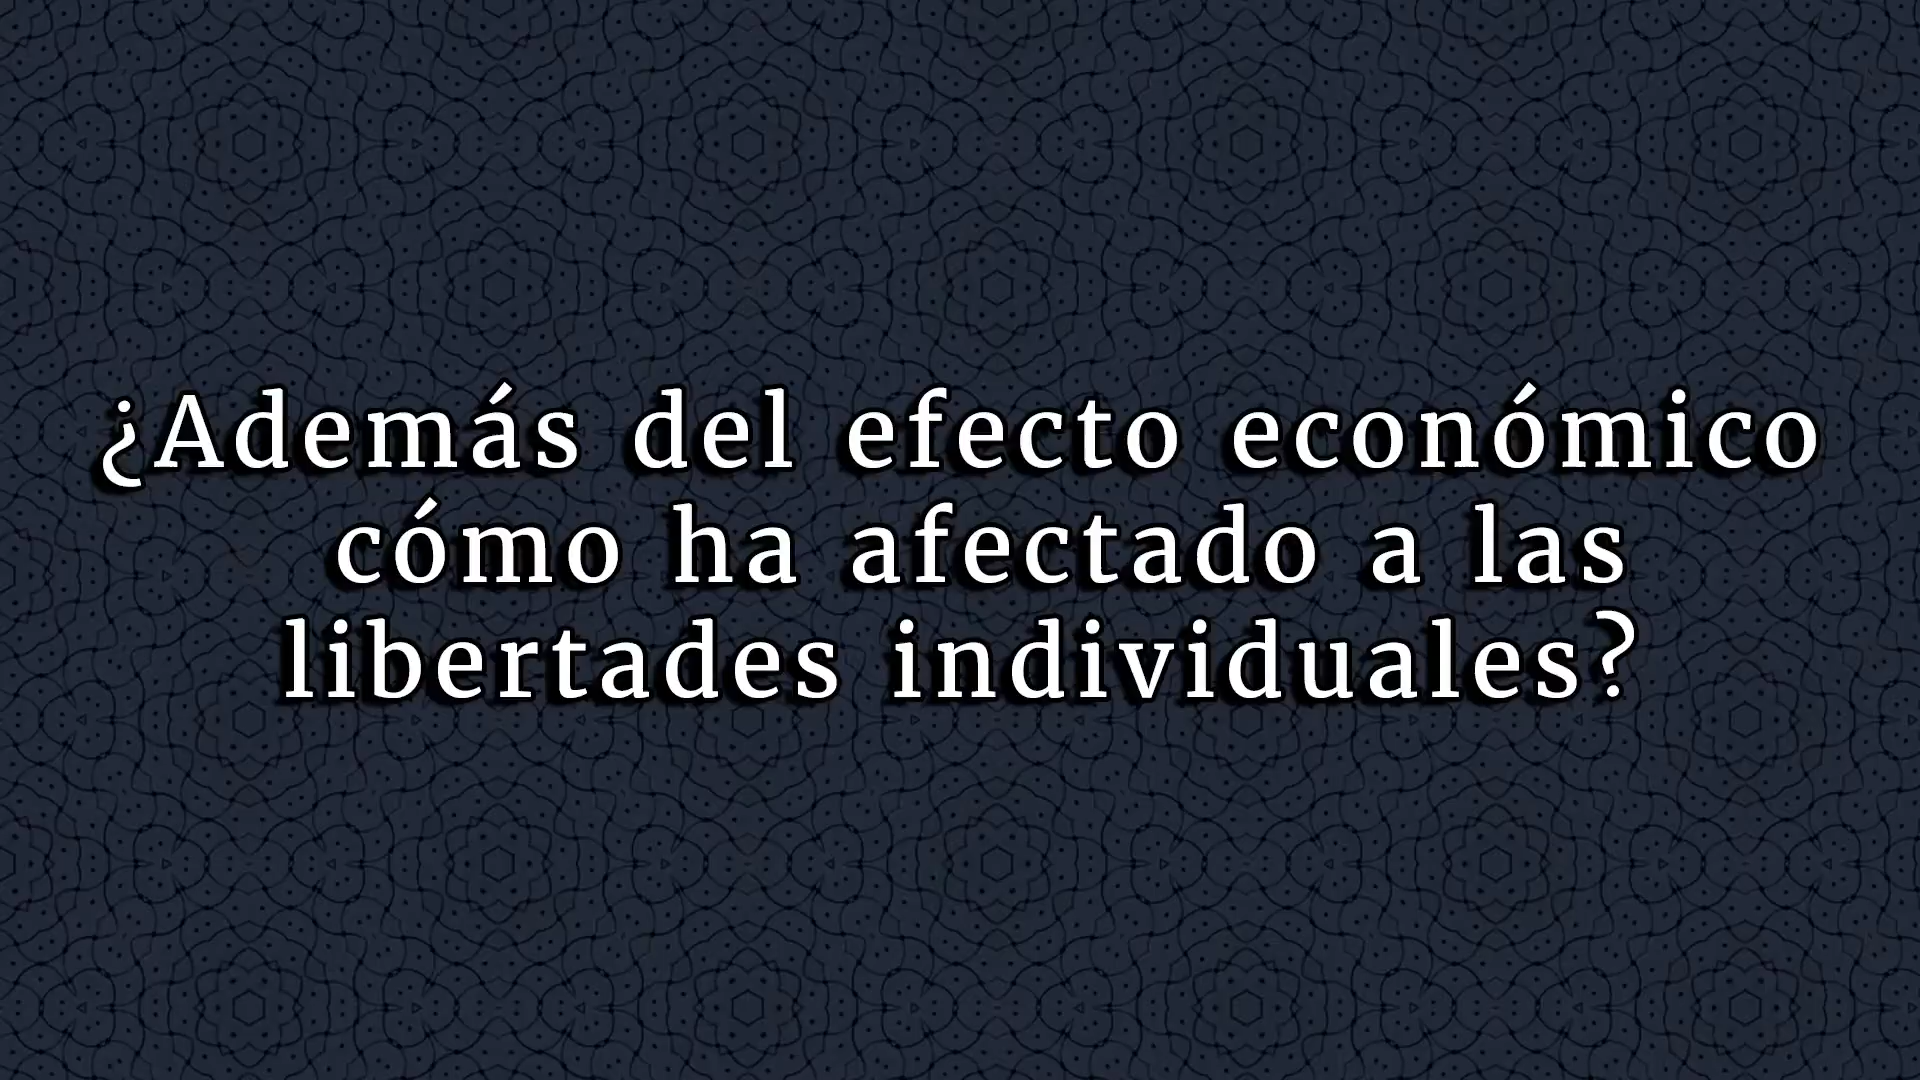 ¿Además del efecto económico
cómo ha afectado a las
libertades individuales?